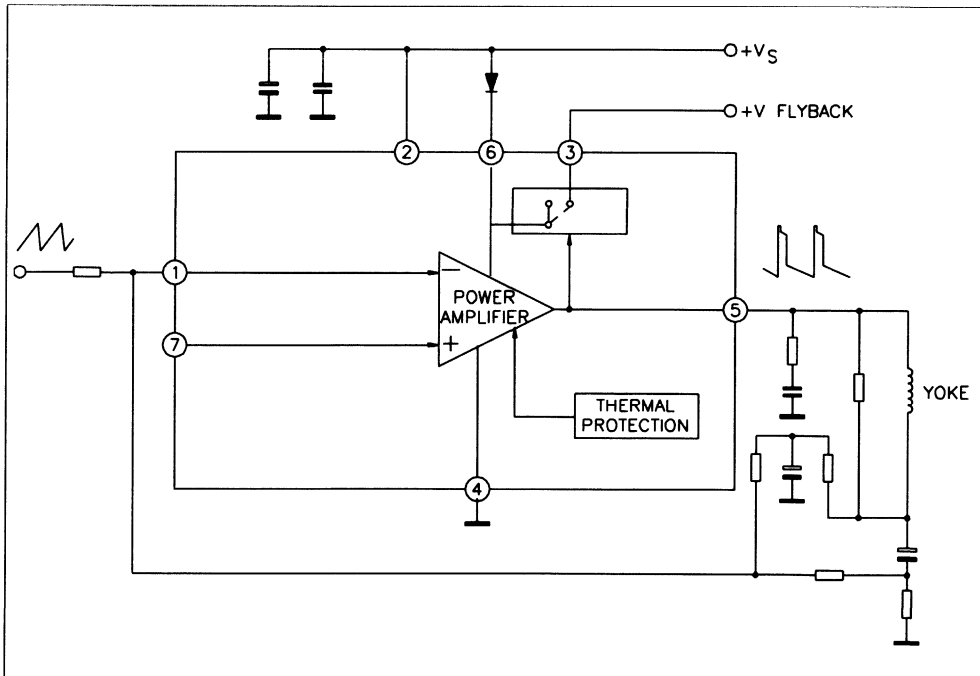 +VS
+V FLYBACK
2
6
3
1
−
POWER
AMPLIFIER
5
7
+
YOKE
THERMAL
PROTECTION
4